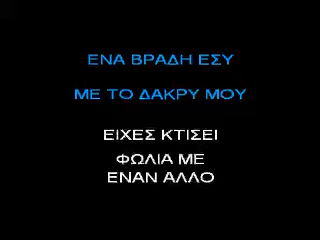 ΕΝΑ ΒΡΑΔΗ ΕΣΥ
ΜΕ ΤΟ ΔΑΚΡΥ ΜΟΥ
ΕΙΧΕΣ ΚΤΙΣΕΙ
ΦΩΛΙΑ ΜΕ
ΕΝΑΝ ΑΛΛΟ